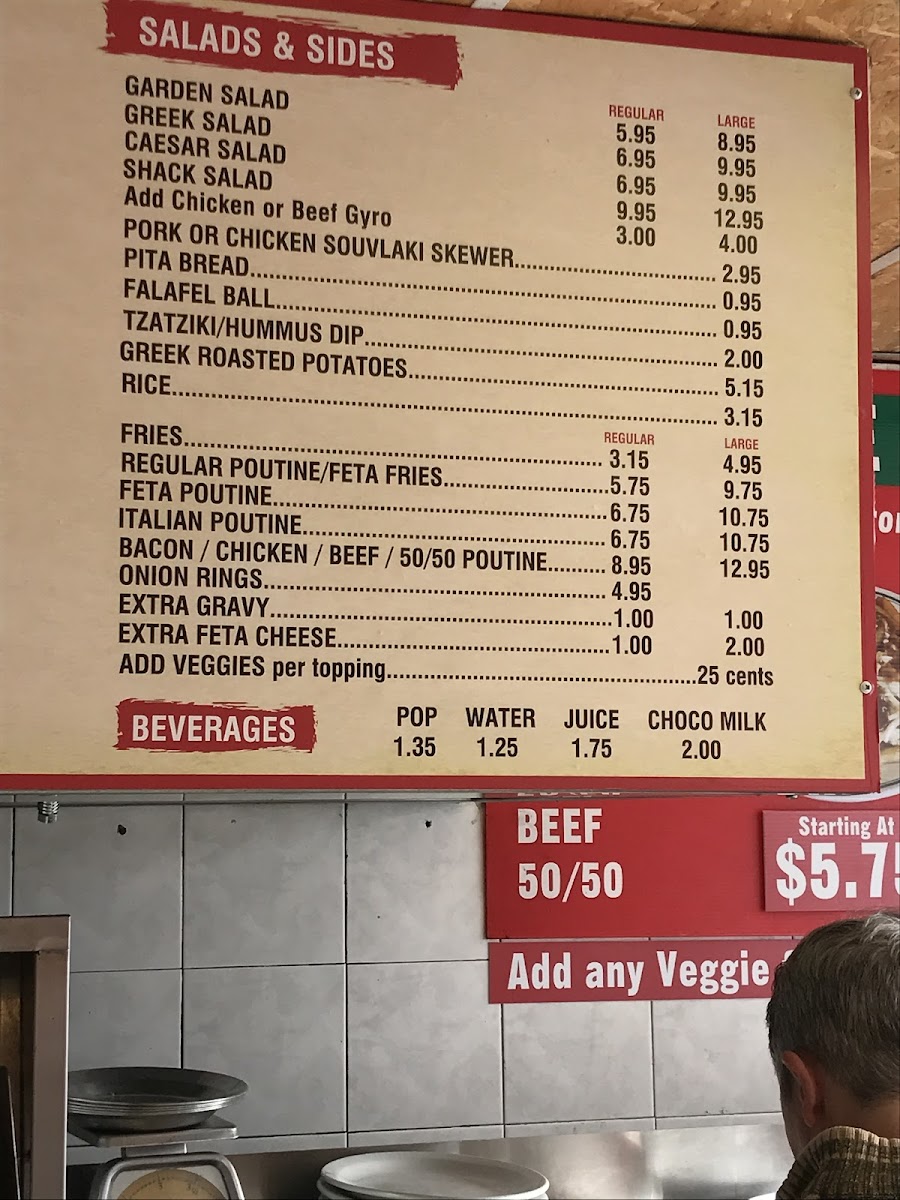 SALADS & SIDES
REGULAR LARGE
GARDEN SALAD 5.95 8.95
GREEK SALAD 6.95 9.95
CAESAR SALAD 6.95 9.95
SHACK SALAD 9.95 12.95
Add Chicken or Beef Gyro 3.00 4.00
PORK OR CHICKEN SOUVLAKI SKEWER 2.95
PITA BREAD 0.95
FALAFEL BALL 0.95
TZATZIKI/HUMMUS DIP 2.00
GREEK ROASTED POTATOES 5.15
RICE 3.15
REGULAR LARGE
FRIES 3.15 4.95
REGULAR POUTINE/FETA FRIES 5.75 9.75
FETA POUTINE 6.75 10.75
ITALIAN POUTINE 6.75 10.75
BACON / CHICKEN / BEEF / 50/50 POUTINE 8.95 12.95
ONION RINGS 4.95
EXTRA GRAVY 1.00 1.00
EXTRA FETA CHEESE 1.00 2.00
ADD VEGGIES per topping 25 cents
BEVERAGES
POP WATER JUICE CHOCO MILK
1.35 1.25 1.75 2.00
BEEF
50/50
Starting At
$5.75
Add any Veggie